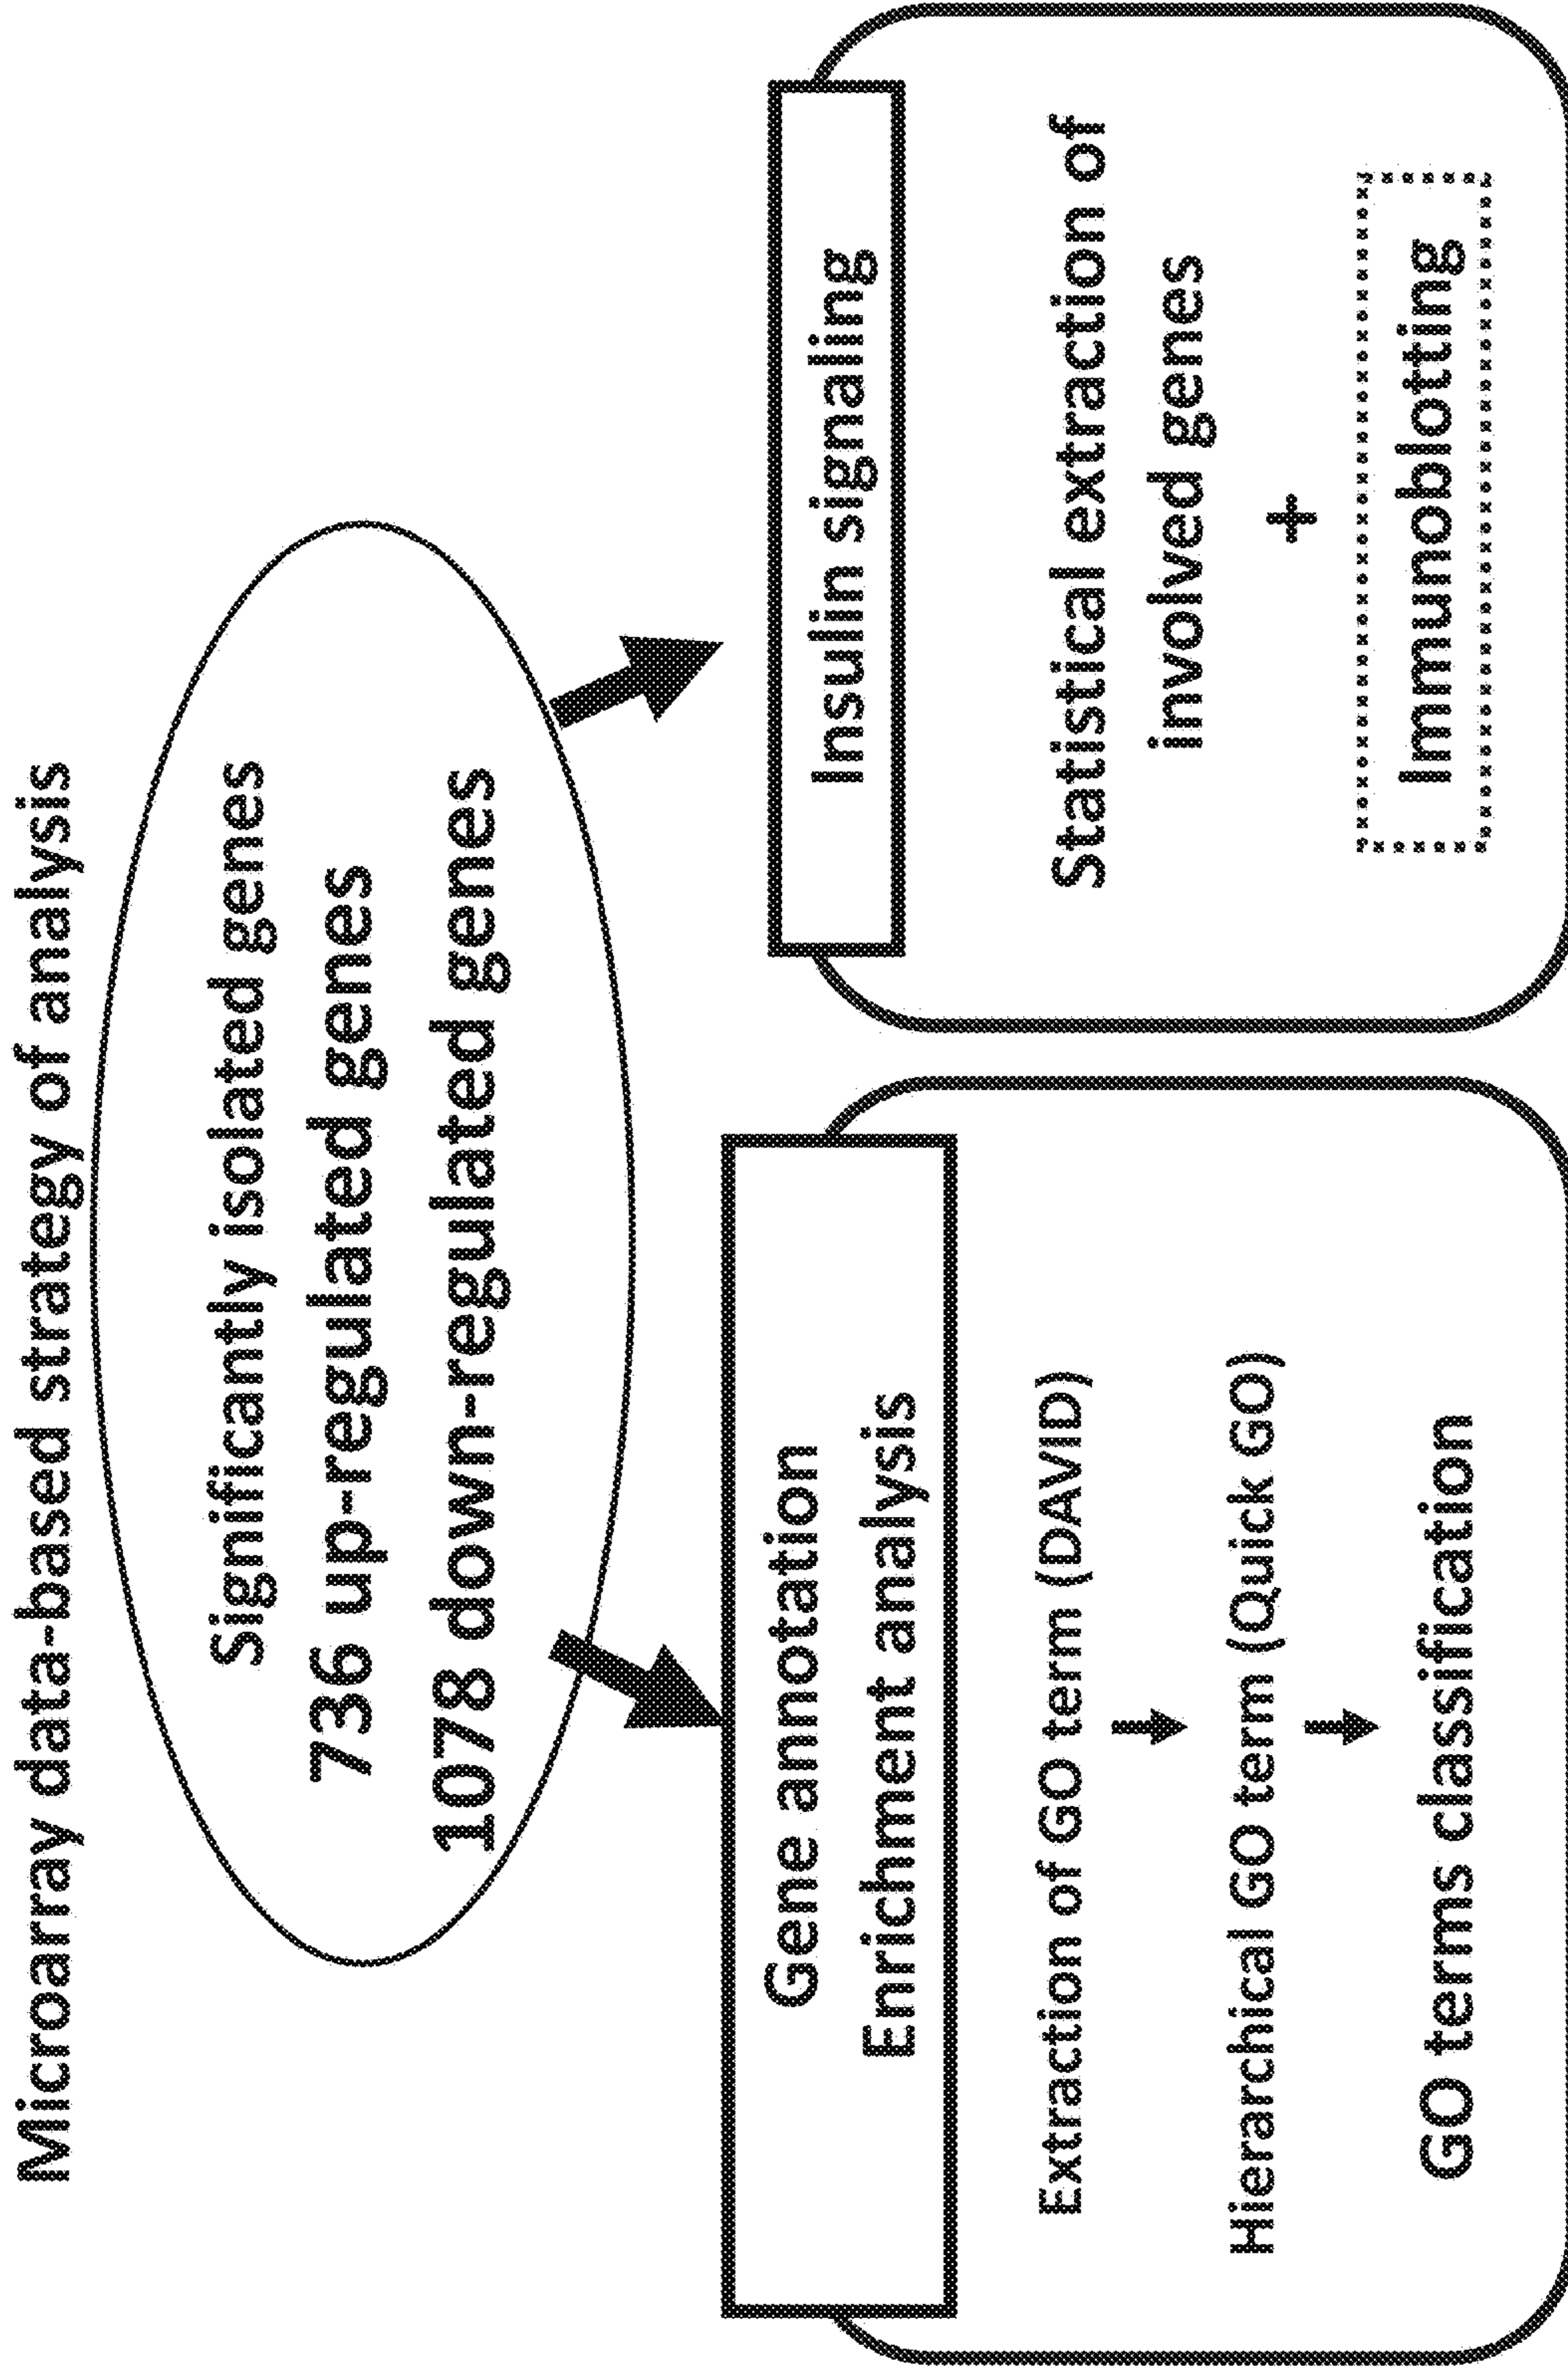 Microarray data-based strategy of analysis
Significantly isolated genes
736 up-regulated genes
1078 down-regulated genes
Gene annotation
Enrichment analysis
Extraction of GO term (DAVID)
Hierarchical GO term (Quick GO)
GO terms classification
Insulin signaling
Statistical extraction of
involved genes
+
Immunoblotting